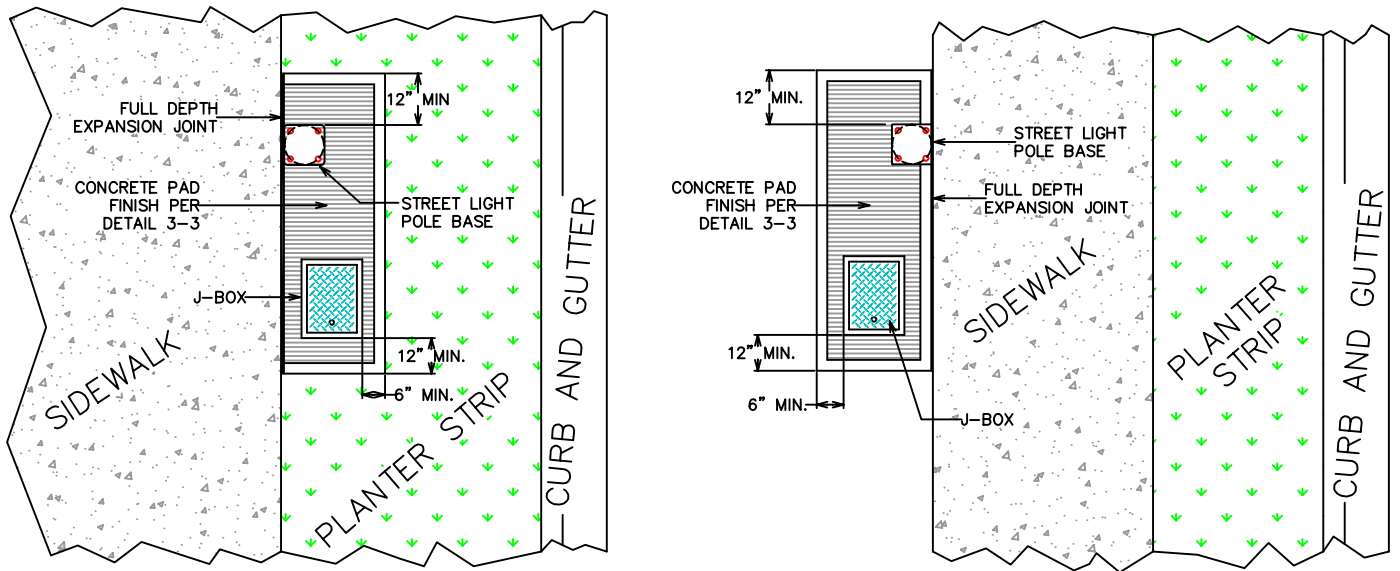 12" MIN
FULL DEPTH
EXPANSION JOINT
CONCRETE PAD
FINISH PER
DETAIL 3-3
STREET LIGHT
POLE BASE
J-BOX
12" MIN.
6" MIN.
SIDEWALK
PLANTER STRIP
CURB AND GUTTER
12" MIN.
STREET LIGHT
POLE BASE
CONCRETE PAD
FINISH PER
DETAIL 3-3
FULL DEPTH
EXPANSION JOINT
12" MIN.
6" MIN.
J-BOX
SIDEWALK
PLANTER
STRIP
CURB AND GUTTER